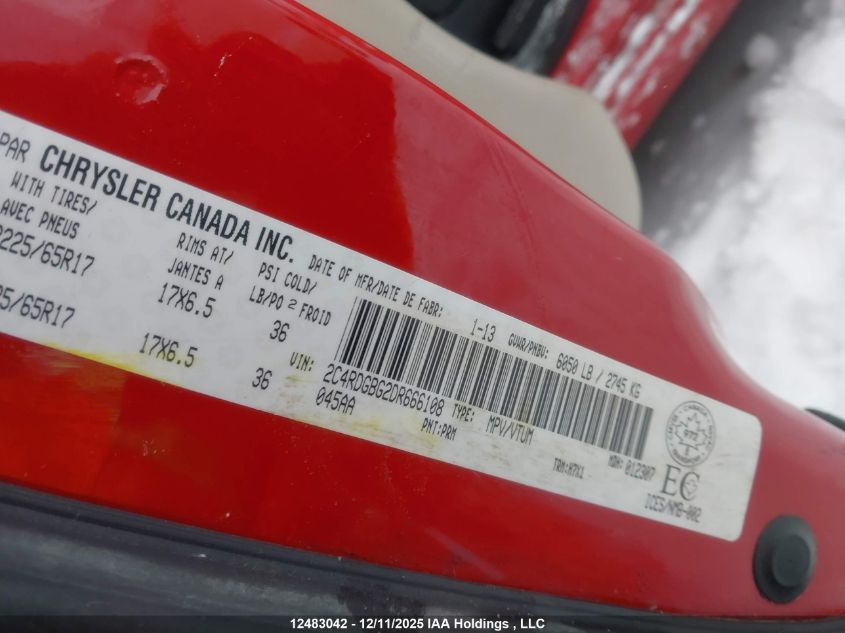 PAR CHRYSLER CANADA INC.
DATE OF MFR/DATE DE FABR: 1-13
GVWR/PNBV: 6050 LB / 2745 KG
WITH TIRES/
AVEC PNEUS
RIMS AT/
JANTES A
PSI COLD/
LB/PO 2 FROID
225/65R17
17X6.5
36
5/65R17
17X6.5
36
VIN: 2C4RDGBG2DR666108
TYPE: MPV/VTUM
045AA
PNT:PRM
MDH: 012307
CANADA
972
EC
ICES/NMB-002
12483042 - 12/11/2025 IAA Holdings , LLC